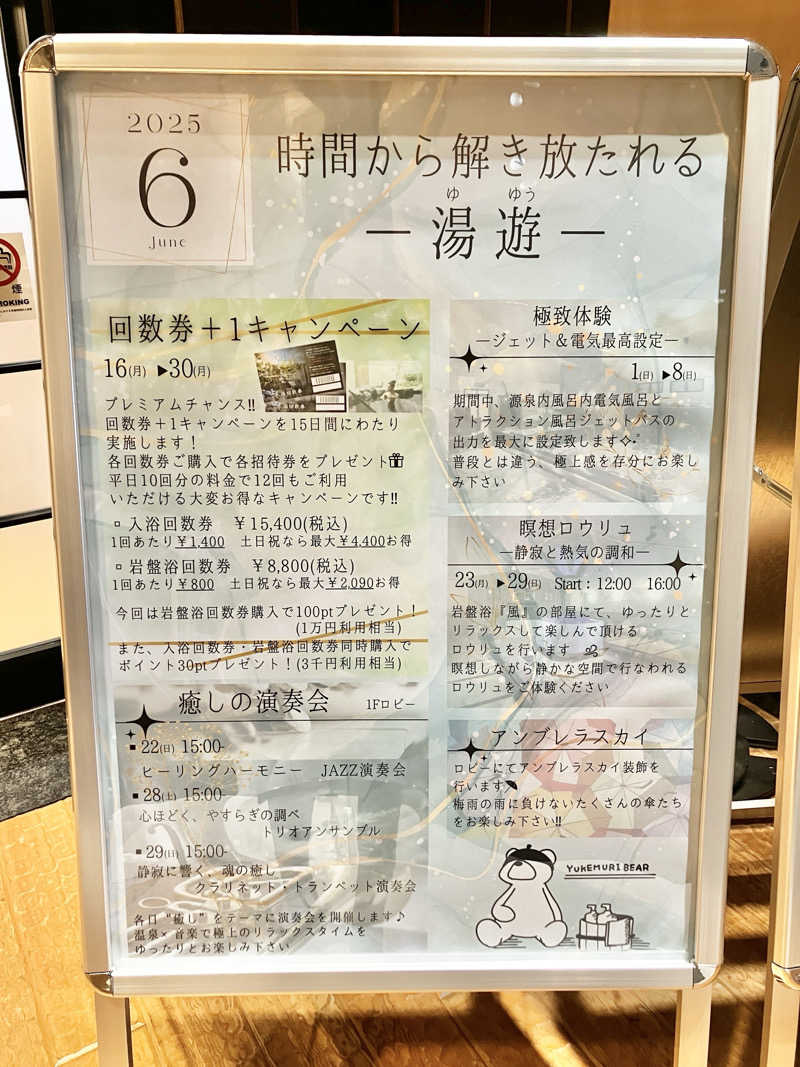 2025
6
June
時間から解き放たれる
ゆ ゆう
― 湯 遊 ―
回数券＋1キャンペーン
16(月) ▶30(月)
プレミアムチャンス!!
回数券＋1キャンペーンを15日間にわたり
実施します！
各回数券ご購入で各招待券をプレゼント🎁
平日10回分の料金で12回もご利用
いただける大変お得なキャンペーンです!!
▫入浴回数券 ￥15,400(税込)
1回あたり￥1,400 土日祝なら最大￥4,400お得
▫岩盤浴回数券 ￥8,800(税込)
1回あたり￥800 土日祝なら最大￥2,090お得
今回は岩盤浴回数券購入で100ptプレゼント！
(1万円利用相当)
また、入浴回数券・岩盤浴回数券同時購入で
ポイント30ptプレゼント！(3千円利用相当)
癒しの演奏会 1Fロビー
▪22(日) 15:00-
ヒーリングハーモニー JAZZ演奏会
▪28(土) 15:00-
心ほどく、やすらぎの調べ
トリオアンサンブル
▪29(日) 15:00-
静寂に響く、魂の癒し
クラリネット・トランペット演奏会
各日“癒し”をテーマに演奏会を開催します♪
温泉×音楽で極上のリラックスタイムを
ゆったりとお楽しみ下さい
極致体験
―ジェット＆電気最高設定―
1(日) ▶8(日)
期間中、源泉内風呂内電気風呂と
アトラクション風呂ジェットバスの
出力を最大に設定致します✧
普段とは違う、極上感を存分にお楽し
み下さい
瞑想ロウリュ
―静寂と熱気の調和―
23(月) ▶29(日) Start：12:00 16:00
岩盤浴『風』の部屋にて、ゆったりと
リラックスして楽しんで頂ける
ロウリュを行います
瞑想しながら静かな空間で行なわれる
ロウリュをご体験ください
アンブレラスカイ
ロビーにてアンブレラスカイ装飾を
行います🌂
梅雨の雨に負けないたくさんの傘たち
をお楽しみ下さい!!
YUKEMURI BEAR
煙
MOKING